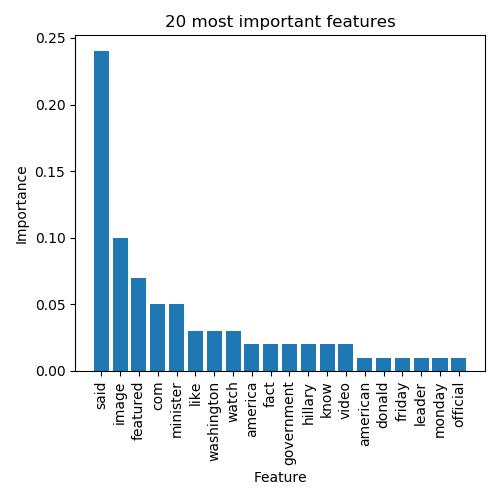 20 most important features
Importance
0.25
0.20
0.15
0.10
0.05
0.00
said
image
featured
com
minister
like
washington
watch
america
fact
government
hillary
know
video
american
donald
friday
leader
monday
official
Feature